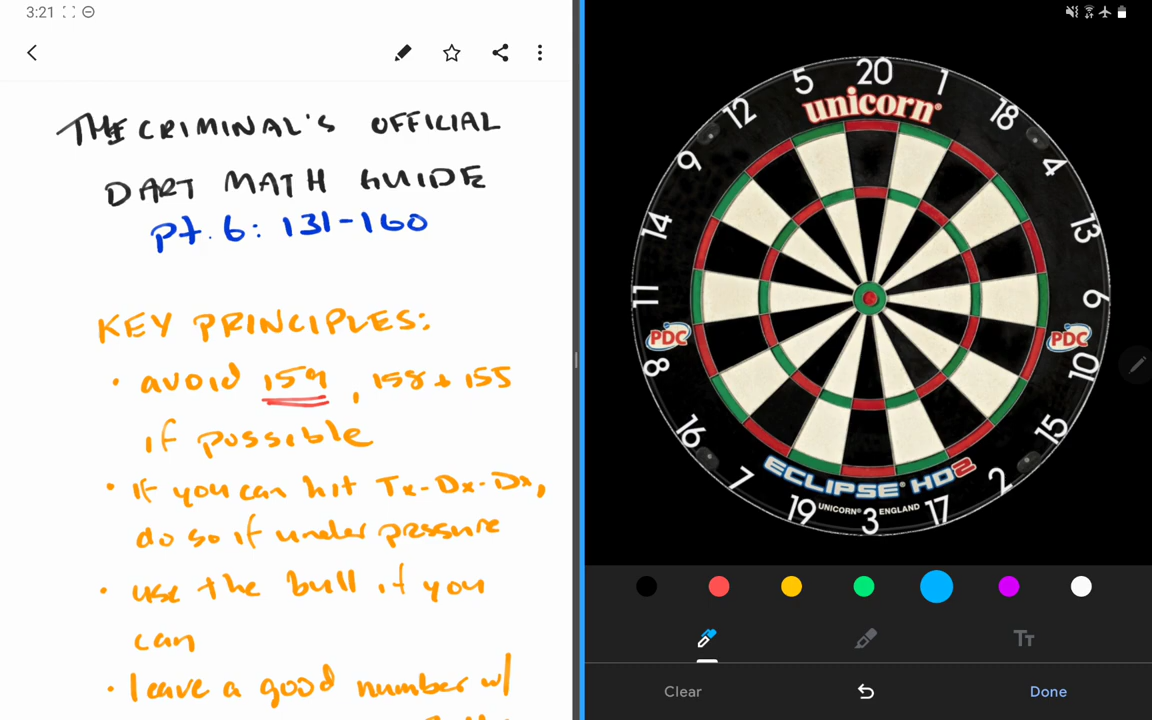 3:21
THE CRIMINAL'S OFFICIAL
DART MATH GUIDE
pt. 6: 131-160
KEY PRINCIPLES:
• avoid 159, 158 + 155
if possible
• If you can hit Tx-Dx-Dx,
do so if under pressure
• use the bull if you
can
• leave a good number w/
20
1
18
4
13
6
10
15
2
17
3
19
7
16
8
11
14
9
12
5
unicorn®
PDC
PDC
ECLIPSE® HD2
UNICORN® ENGLAND
Tт
Clear
Done